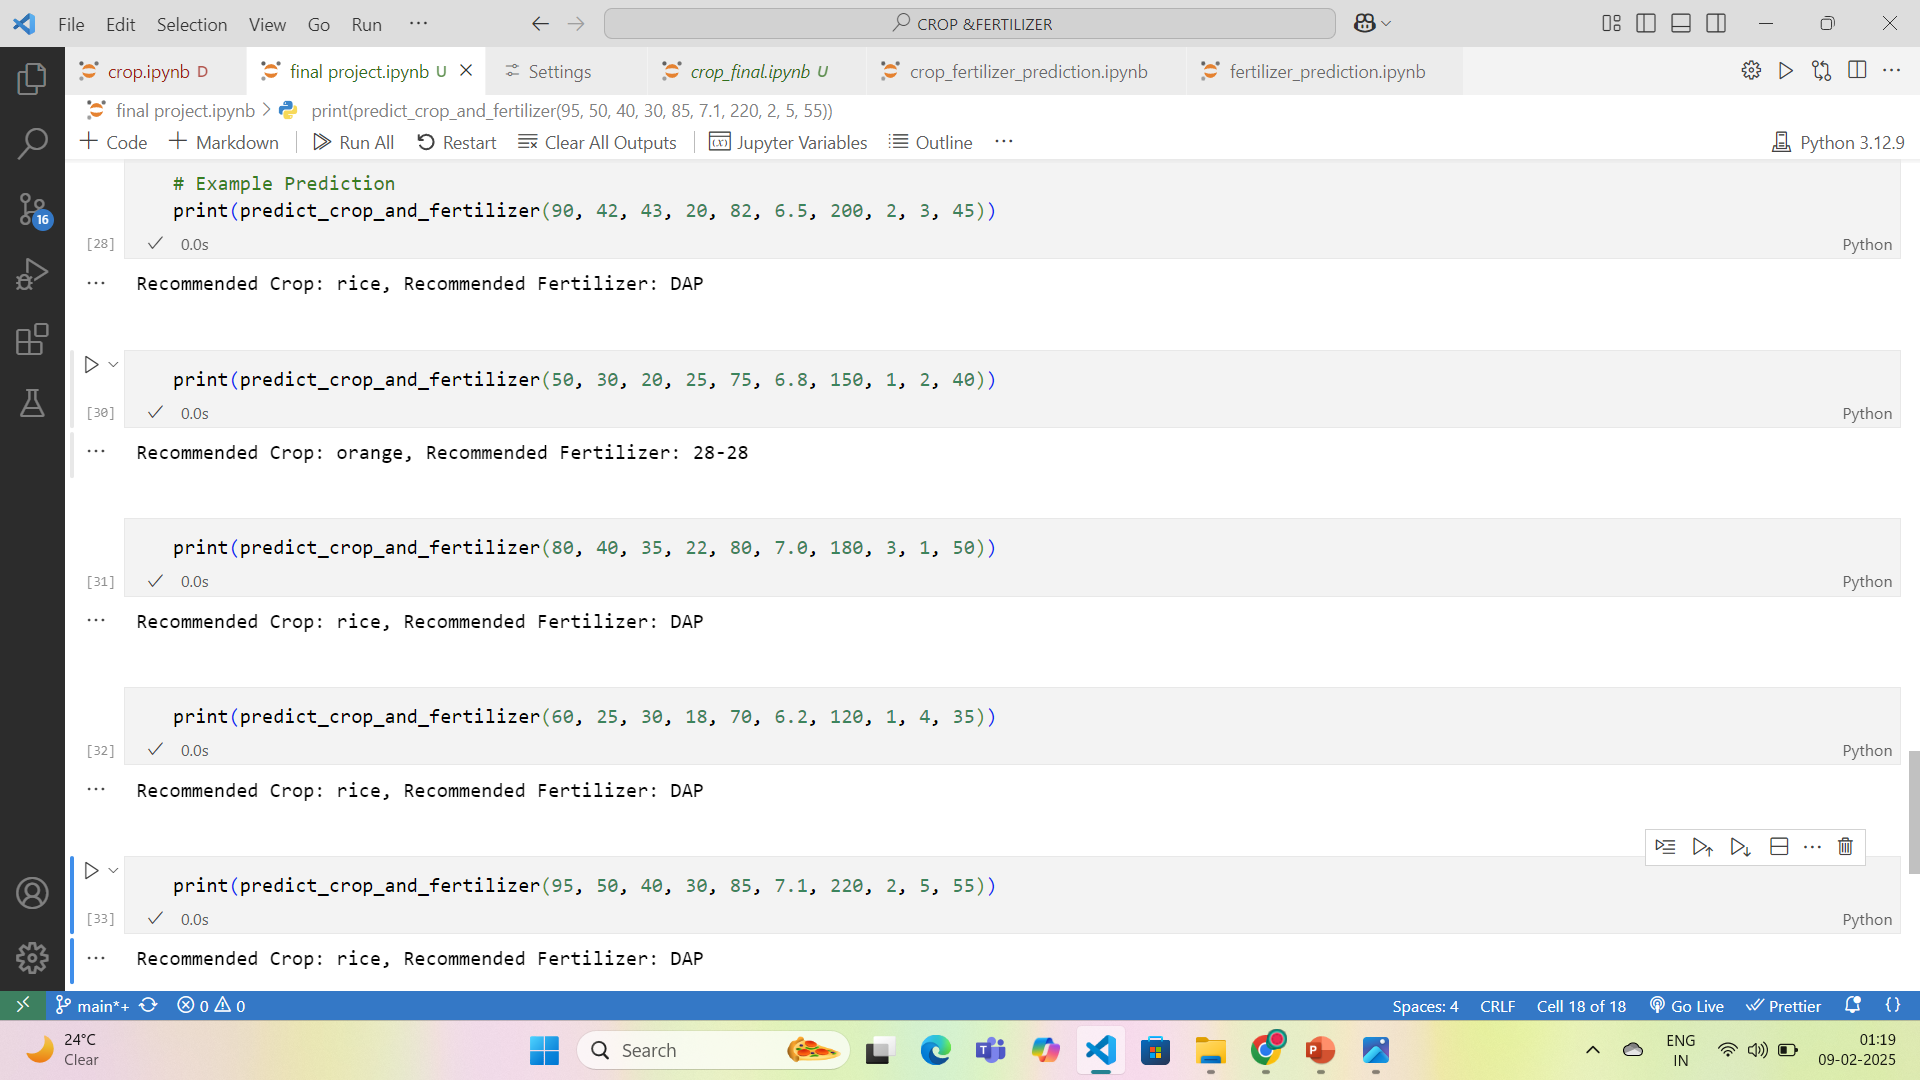 File Edit Selection View Go Run ···
CROP &FERTILIZER
crop.ipynb D
final project.ipynb U
Settings
crop_final.ipynb U
crop_fertilizer_prediction.ipynb
fertilizer_prediction.ipynb
final project.ipynb > print(predict_crop_and_fertilizer(95, 50, 40, 30, 85, 7.1, 220, 2, 5, 55))
+ Code + Markdown Run All Restart Clear All Outputs Jupyter Variables Outline ···
Python 3.12.9
16
# Example Prediction
print(predict_crop_and_fertilizer(90, 42, 43, 20, 82, 6.5, 200, 2, 3, 45))
[28] 0.0s Python
··· Recommended Crop: rice, Recommended Fertilizer: DAP
print(predict_crop_and_fertilizer(50, 30, 20, 25, 75, 6.8, 150, 1, 2, 40))
[30] 0.0s Python
··· Recommended Crop: orange, Recommended Fertilizer: 28-28
print(predict_crop_and_fertilizer(80, 40, 35, 22, 80, 7.0, 180, 3, 1, 50))
[31] 0.0s Python
··· Recommended Crop: rice, Recommended Fertilizer: DAP
print(predict_crop_and_fertilizer(60, 25, 30, 18, 70, 6.2, 120, 1, 4, 35))
[32] 0.0s Python
··· Recommended Crop: rice, Recommended Fertilizer: DAP
print(predict_crop_and_fertilizer(95, 50, 40, 30, 85, 7.1, 220, 2, 5, 55))
[33] 0.0s Python
··· Recommended Crop: rice, Recommended Fertilizer: DAP
main*+ 0 0 Spaces: 4 CRLF Cell 18 of 18 Go Live Prettier {}
24°C
Clear
Search
ENG
IN
01:19
09-02-2025